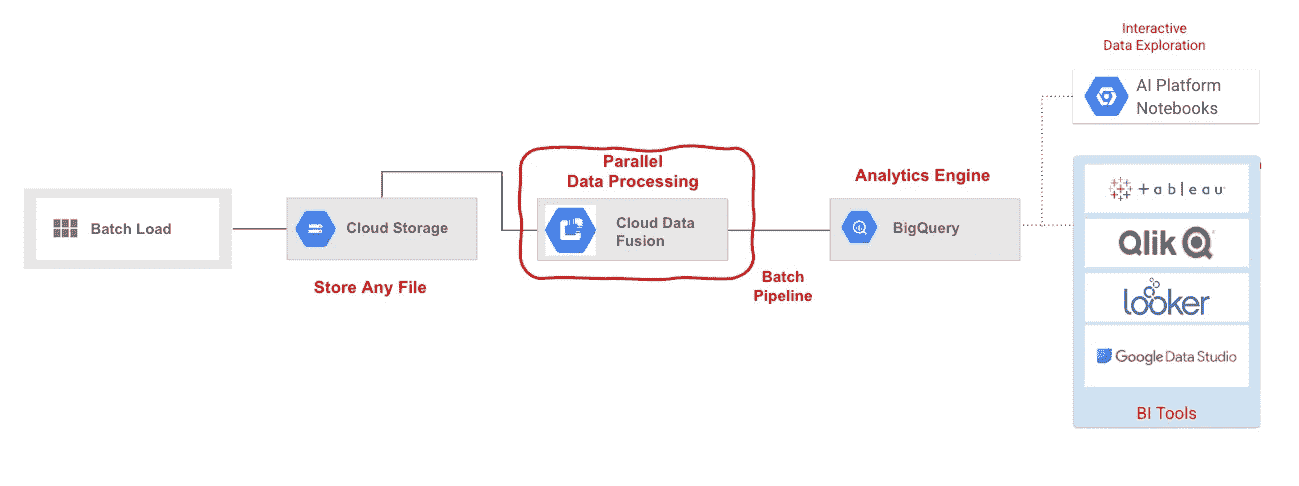 Interactive
Data Exploration
AI Platform
Notebooks
Parallel
Data Processing
Analytics Engine
Batch Load
Cloud Storage
Cloud Data
Fusion
BigQuery
Store Any File
Batch
Pipeline
+ a b l e a u
Qlik
looker
Google Data Studio
BI Tools